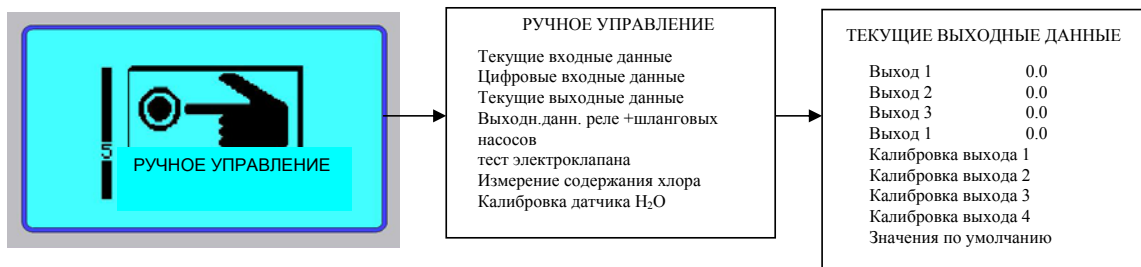 5
РУЧНОЕ УПРАВЛЕНИЕ
РУЧНОЕ УПРАВЛЕНИЕ
Текущие входные данные
Цифровые входные данные
Текущие выходные данные
Выходн.данн. реле +шланговых
насосов
тест электроклапана
Измерение содержания хлора
Калибровка датчика H₂O
ТЕКУЩИЕ ВЫХОДНЫЕ ДАННЫЕ
Выход 1 0.0
Выход 2 0.0
Выход 3 0.0
Выход 1 0.0
Калибровка выхода 1
Калибровка выхода 2
Калибровка выхода 3
Калибровка выхода 4
Значения по умолчанию